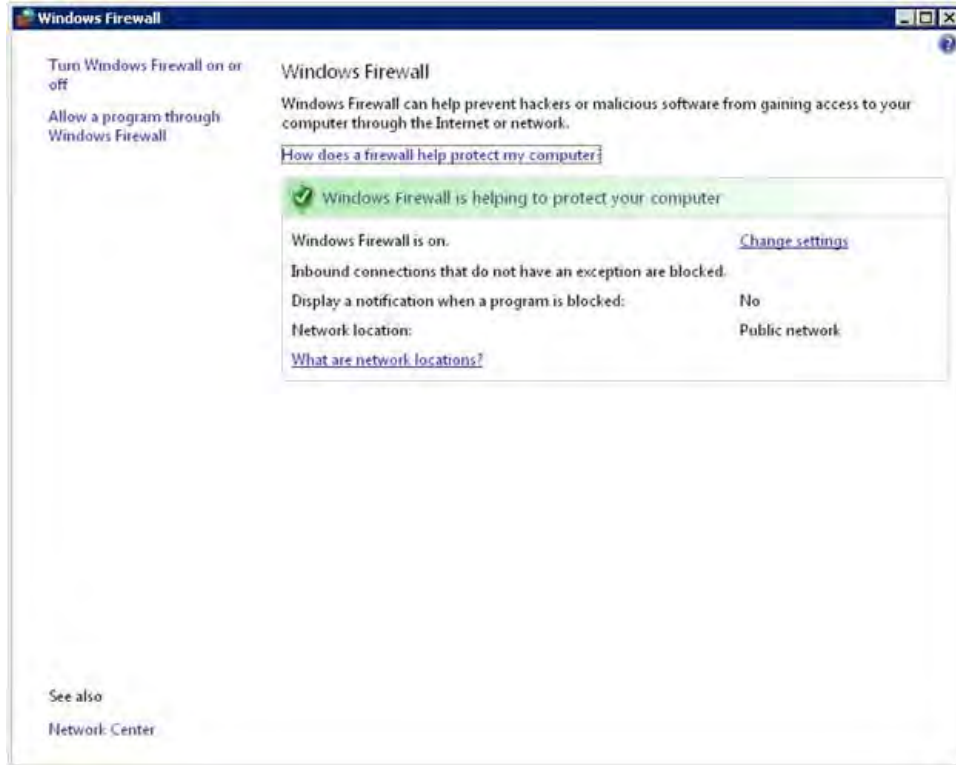 Windows Firewall
Turn Windows Firewall on or
off
Allow a program through
Windows Firewall
Windows Firewall
Windows Firewall can help prevent hackers or malicious software from gaining access to your
computer through the Internet or network.
How does a firewall help protect my computer?
Windows Firewall is helping to protect your computer
Windows Firewall is on.
Change settings
Inbound connections that do not have an exception are blocked.
Display a notification when a program is blocked:
No
Network location:
Public network
What are network locations?
See also
Network Center